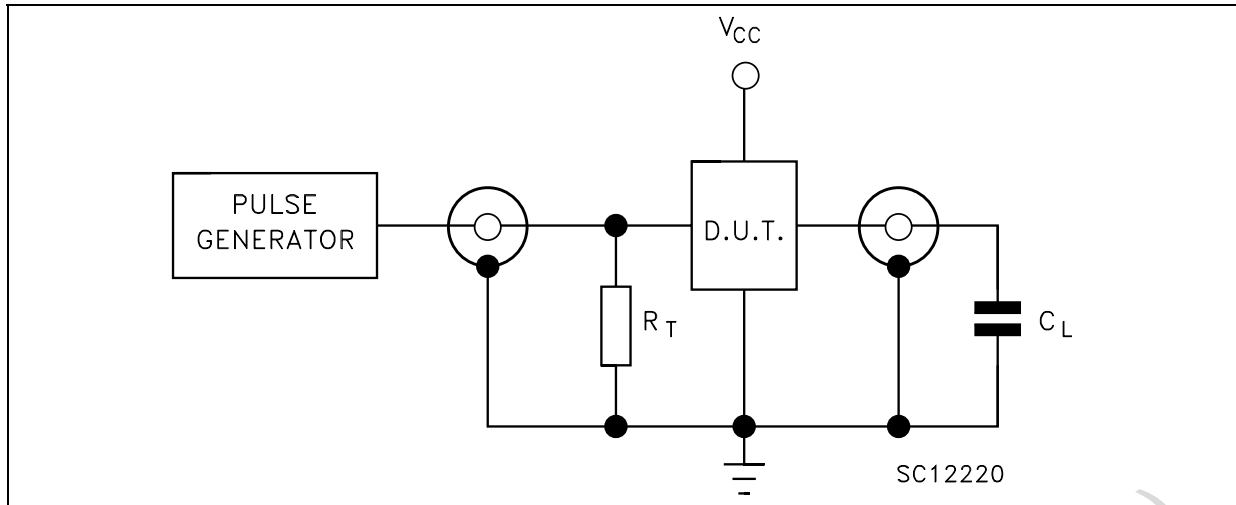 VCC
PULSE
GENERATOR
D.U.T.
RT
CL
SC12220